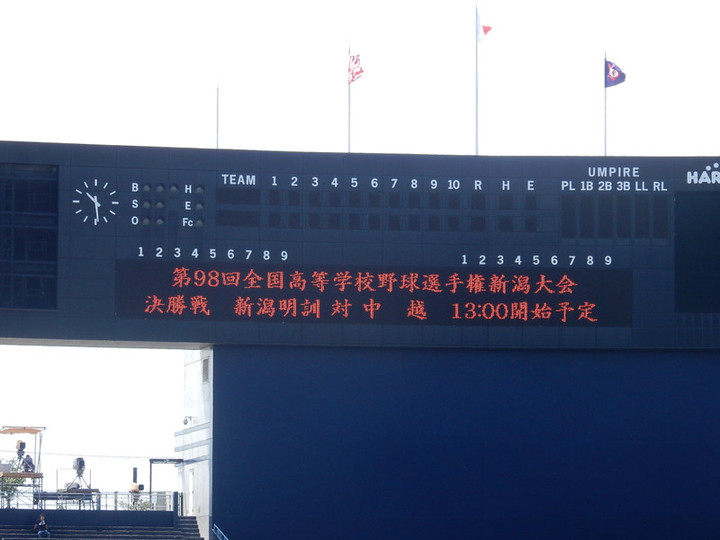 TEAM 1 2 3 4 5 6 7 8 9 10 R H E
UMPIRE
PL 1B 2B 3B LL RL
HAR
B H
S E
O Fc
1 2 3 4 5 6 7 8 9
1 2 3 4 5 6 7 8 9
第98回全国高等学校野球選手権新潟大会
決勝戦 新潟明訓 対 中 越 13:00開始予定